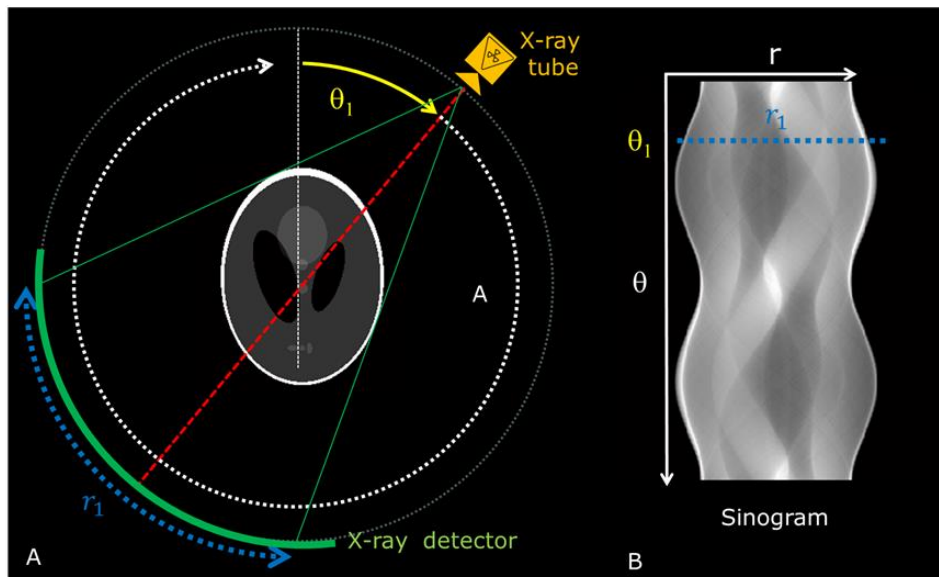 X-ray
tube
θ₁
A
r₁
X-ray detector
A
r
θ₁
r₁
θ
Sinogram
B